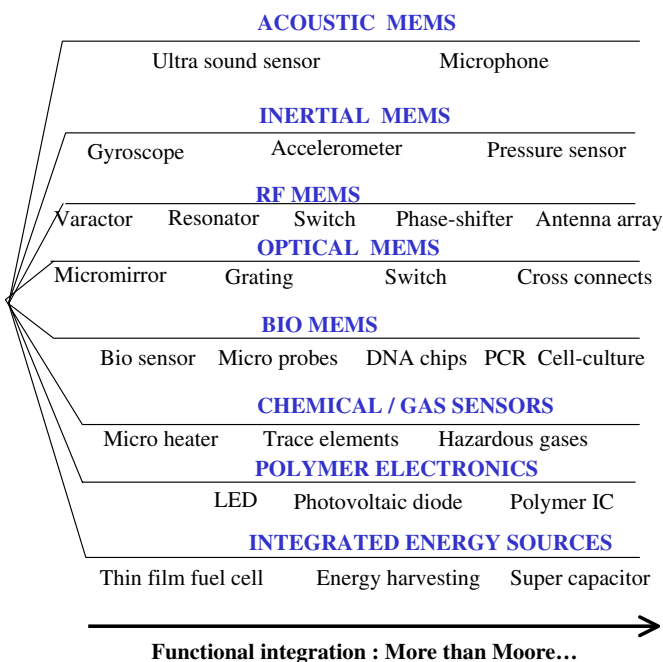 ACOUSTIC MEMS
Ultra sound sensor Microphone
INERTIAL MEMS
Gyroscope Accelerometer Pressure sensor
RF MEMS
Varactor Resonator Switch Phase-shifter Antenna array
OPTICAL MEMS
Micromirror Grating Switch Cross connects
BIO MEMS
Bio sensor Micro probes DNA chips PCR Cell-culture
CHEMICAL / GAS SENSORS
Micro heater Trace elements Hazardous gases
POLYMER ELECTRONICS
LED Photovoltaic diode Polymer IC
INTEGRATED ENERGY SOURCES
Thin film fuel cell Energy harvesting Super capacitor
Functional integration : More than Moore…